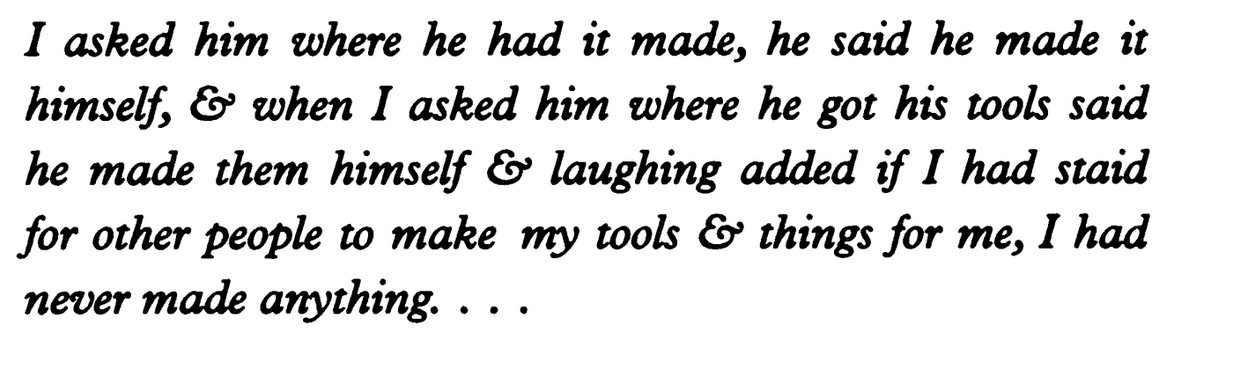 I asked him where he had it made, he said he made it
himself, & when I asked him where he got his tools said
he made them himself & laughing added if I had staid
for other people to make my tools & things for me, I had
never made anything. . . .